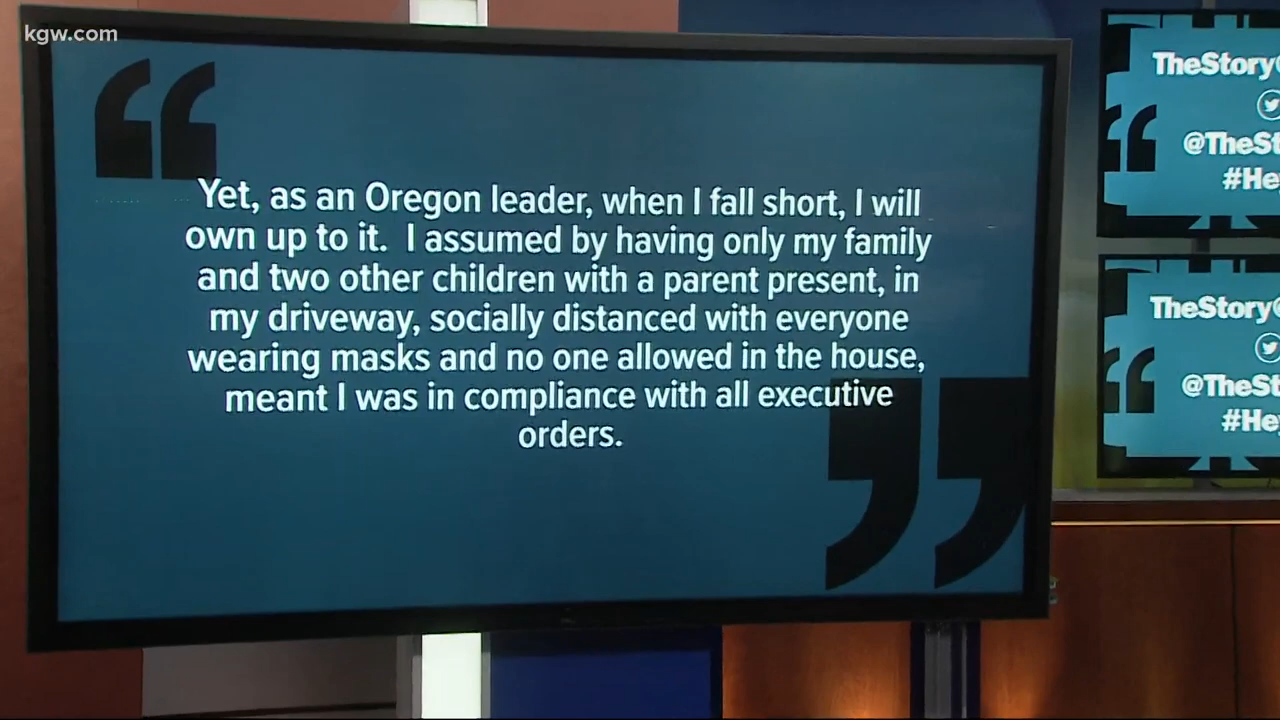 kgw.com
“
Yet, as an Oregon leader, when I fall short, I will
own up to it.  I assumed by having only my family
and two other children with a parent present, in
my driveway, socially distanced with everyone
wearing masks and no one allowed in the house,
meant I was in compliance with all executive
orders.
”
TheStory@
@TheSt
#He
TheStory@
@TheSt
#Hey